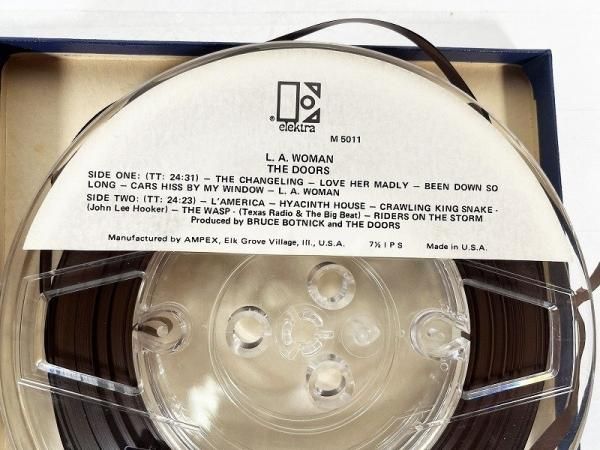 ® elektra
M 5011
L. A. WOMAN
THE DOORS
SIDE ONE: (TT: 24:31) — THE CHANGELING — LOVE HER MADLY — BEEN DOWN SO
LONG — CARS HISS BY MY WINDOW — L. A. WOMAN
SIDE TWO: (TT: 24:23) — L'AMERICA — HYACINTH HOUSE — CRAWLING KING SNAKE -
(John Lee Hooker) — THE WASP - (Texas Radio & The Big Beat) — RIDERS ON THE STORM
Produced by BRUCE BOTNICK and THE DOORS
Manufactured by AMPEX, Elk Grove Village, Ill., U.S.A. 7½ I P S Made in U.S.A.